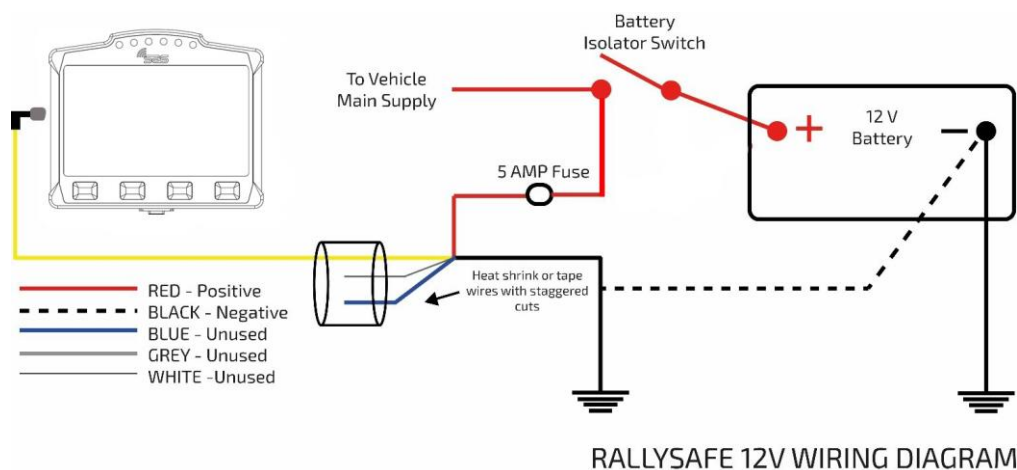 Battery
Isolator Switch
To Vehicle
Main Supply
SAS
+
12 V
Battery
−
5 AMP Fuse
Heat shrink or tape
wires with staggered
cuts
RED - Positive
BLACK - Negative
BLUE - Unused
GREY - Unused
WHITE -Unused
RALLYSAFE 12V WIRING DIAGRAM